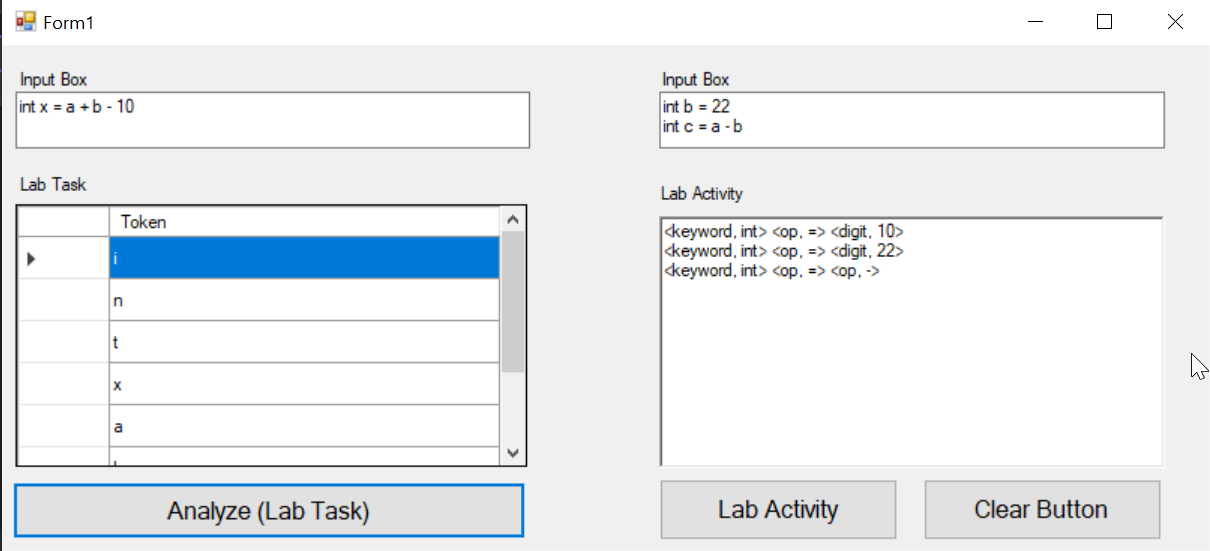 Form1
Input Box
int x = a + b - 10
Lab Task
Token
i
n
t
x
a
Analyze (Lab Task)
Input Box
int b = 22
int c = a - b
Lab Activity
<keyword, int> <op, => <digit, 10>
<keyword, int> <op, => <digit, 22>
<keyword, int> <op, => <op, ->
Lab Activity
Clear Button